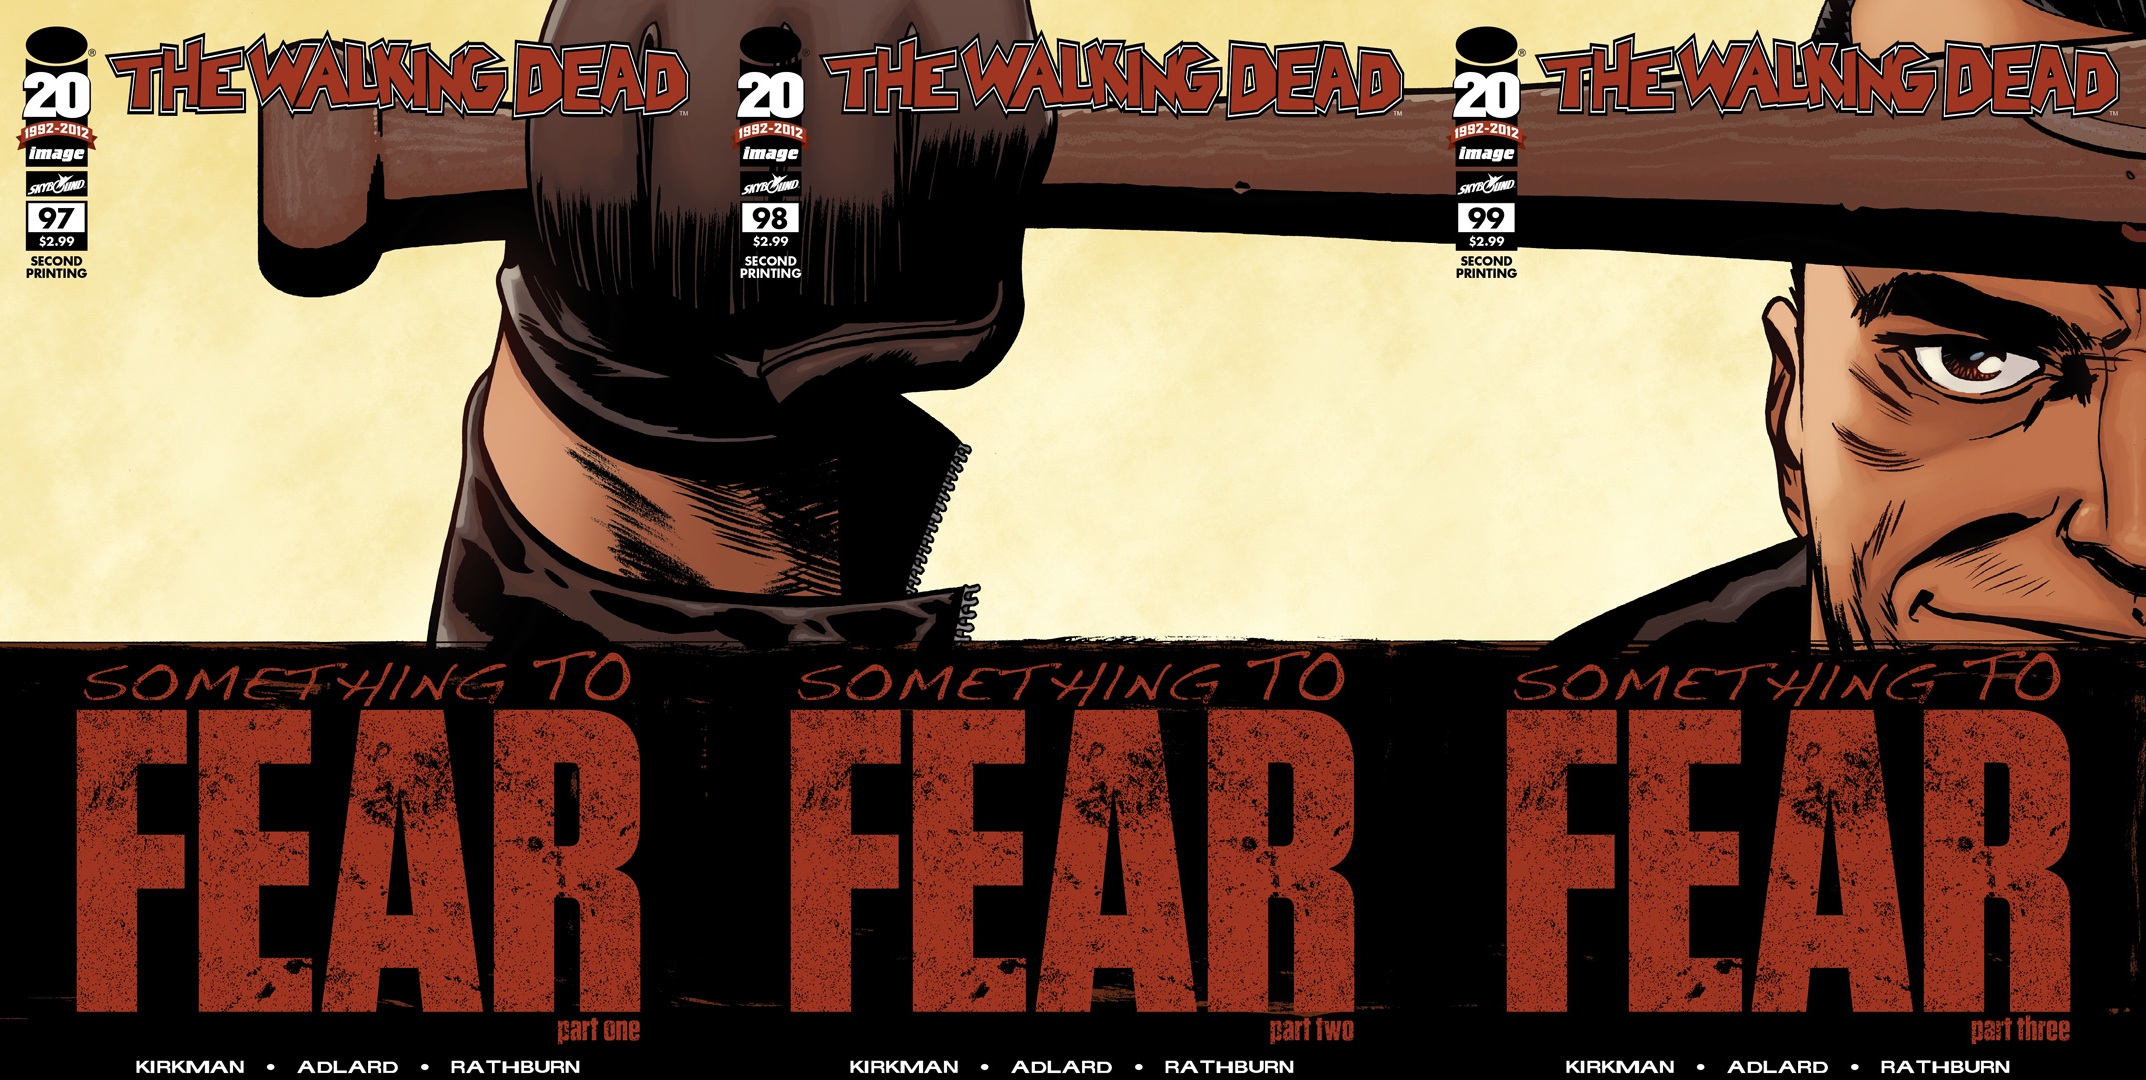 THE WALKING DEAD
™
®
20
1992-2012
image
SKYBOUND
97
$2.99
SECOND
PRINTING
SOMETHING TO
FEAR
part one
KIRKMAN • ADLARD • RATHBURN
THE WALKING DEAD
™
®
20
1992-2012
image
SKYBOUND
98
$2.99
SECOND
PRINTING
SOMETHING TO
FEAR
part two
KIRKMAN • ADLARD • RATHBURN
THE WALKING DEAD
™
®
20
1992-2012
image
SKYBOUND
99
$2.99
SECOND
PRINTING
SOMETHING TO
FEAR
part three
KIRKMAN • ADLARD • RATHBURN